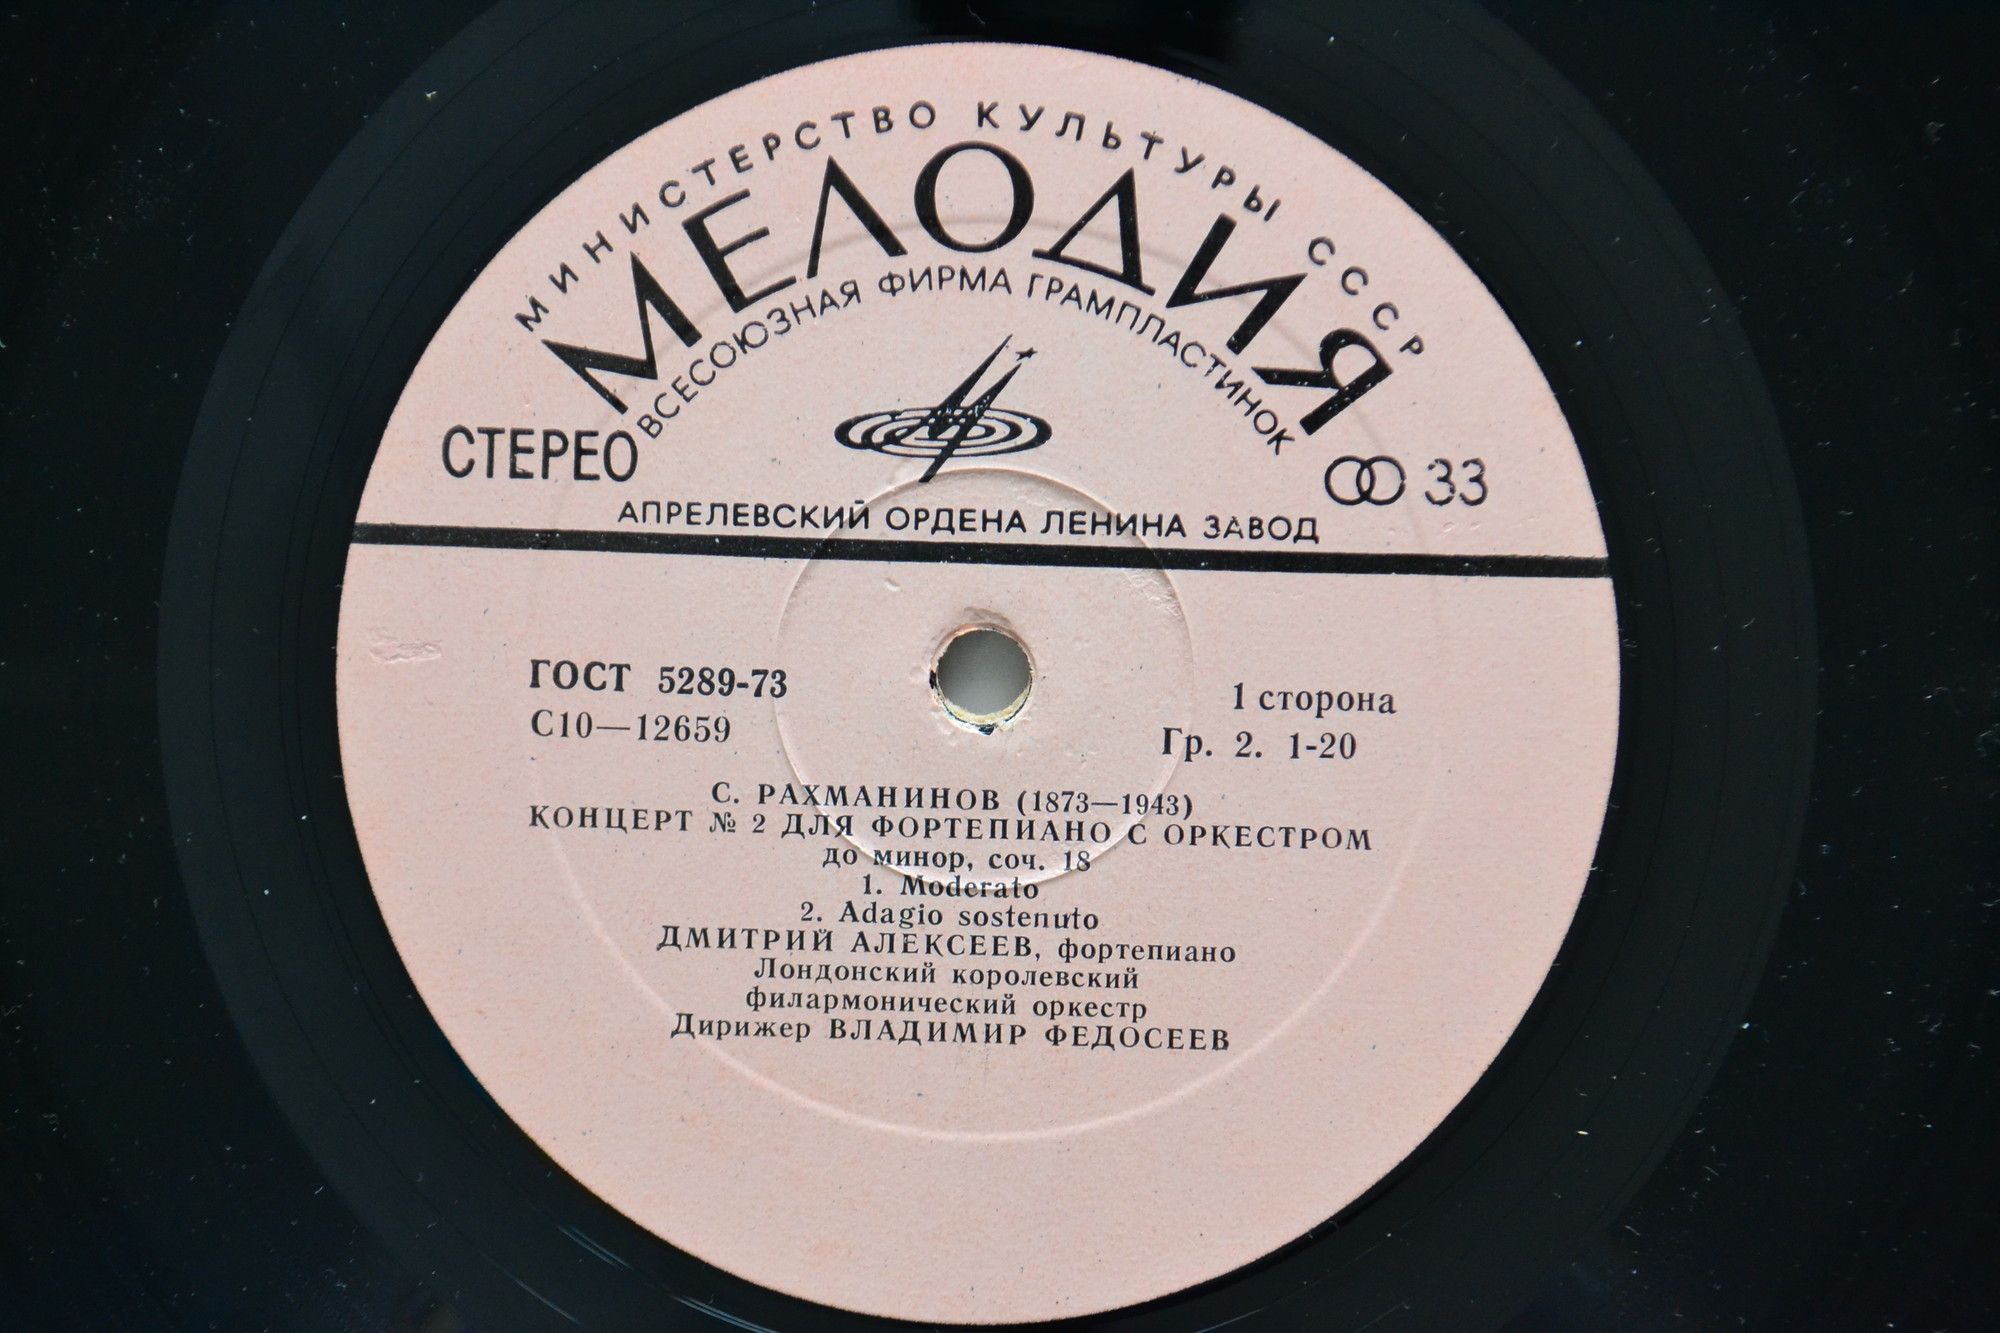 МИНИСТЕРСТВО КУЛЬТУРЫ СССР
МЕЛОДИЯ
ВСЕСОЮЗНАЯ ФИРМА ГРАМПЛАСТИНОК
СТЕРЕО
33
АПРЕЛЕВСКИЙ ОРДЕНА ЛЕНИНА ЗАВОД
ГОСТ 5289-73
1 сторона
С10—12659
Гр. 2. 1-20
С. РАХМАНИНОВ (1873—1943)
КОНЦЕРТ № 2 ДЛЯ ФОРТЕПИАНО С ОРКЕСТРОМ
до минор, соч. 18
1. Moderato
2. Adagio sostenuto
ДМИТРИЙ АЛЕКСЕЕВ, фортепиано
Лондонский королевский
филармонический оркестр
Дирижер ВЛАДИМИР ФЕДОСЕЕВ